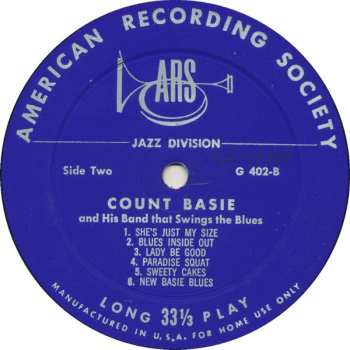 AMERICAN RECORDING SOCIETY
ARS
JAZZ DIVISION
Side Two
G 402-B
COUNT BASIE
and His Band that Swings the Blues
1. SHE'S JUST MY SIZE
2. BLUES INSIDE OUT
3. LADY BE GOOD
4. PARADISE SQUAT
5. SWEETY CAKES
6. NEW BASIE BLUES
LONG 33⅓ PLAY
MANUFACTURED IN U.S.A. FOR HOME USE ONLY